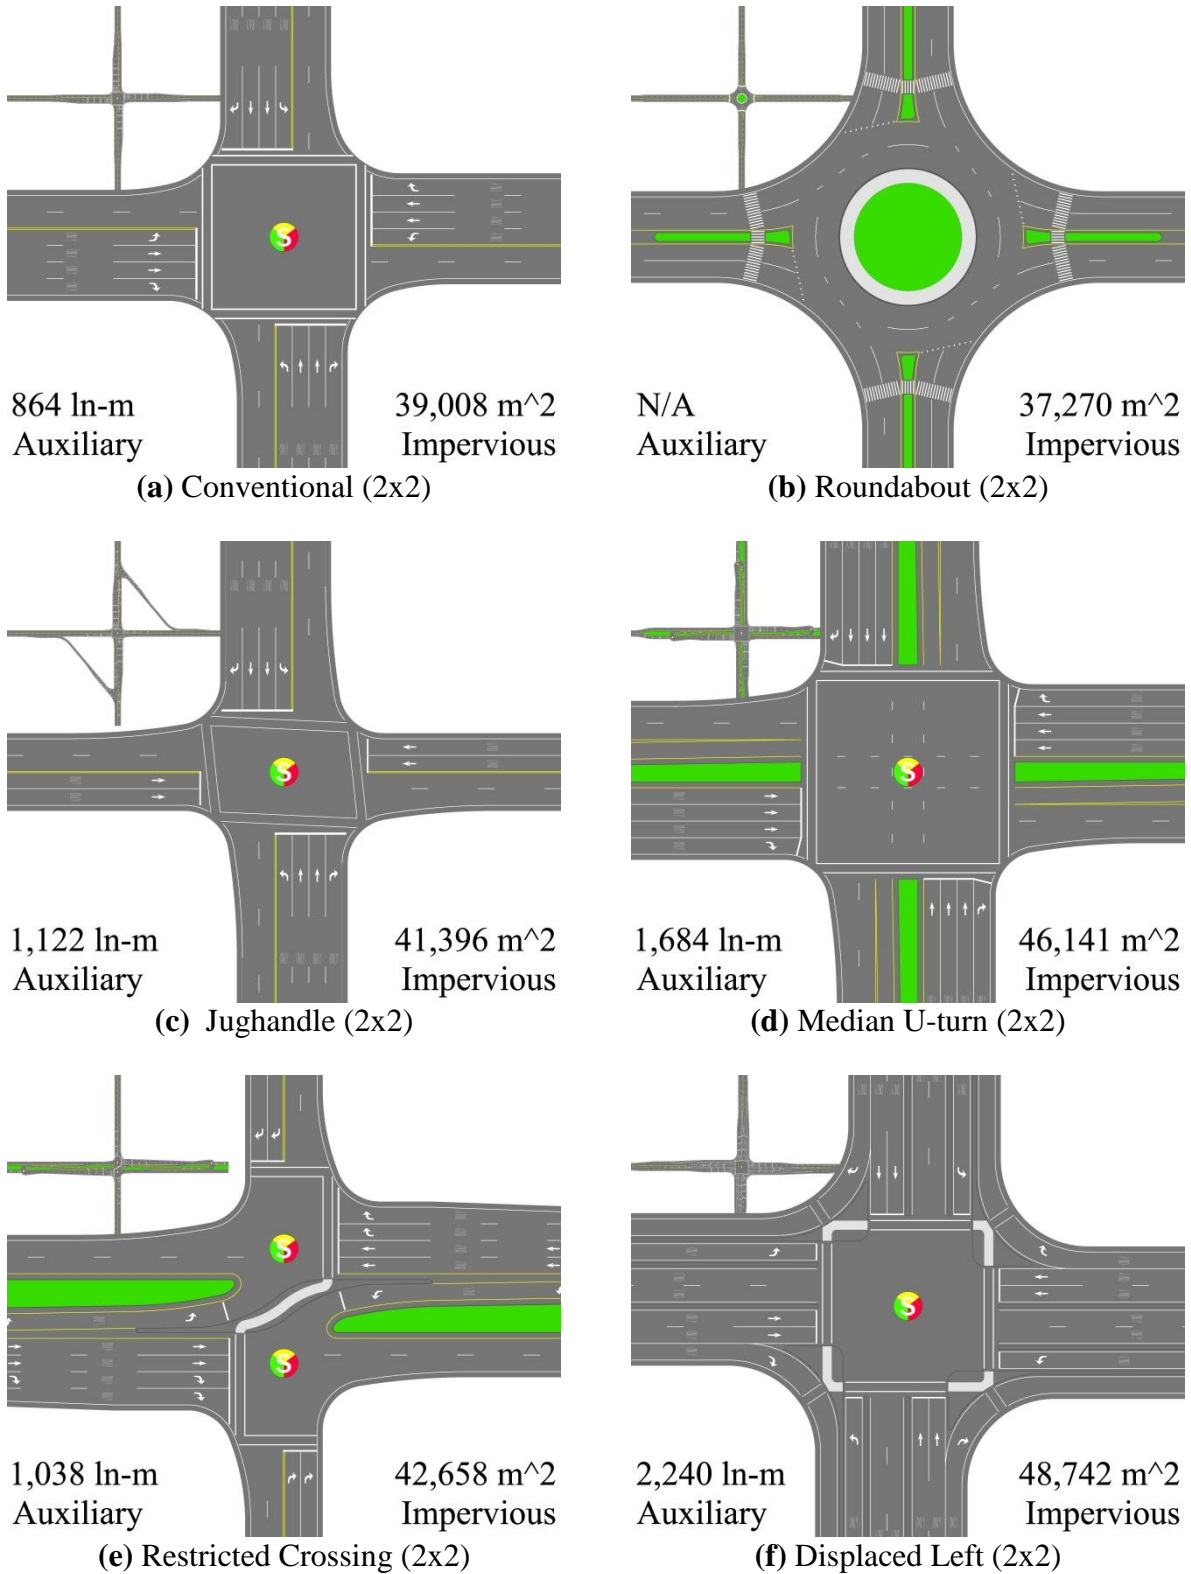 S
864 ln-m
Auxiliary
39,008 m^2
Impervious
(a) Conventional (2x2)
N/A
Auxiliary
37,270 m^2
Impervious
(b) Roundabout (2x2)
S
1,122 ln-m
Auxiliary
41,396 m^2
Impervious
(c) Jughandle (2x2)
S
1,684 ln-m
Auxiliary
46,141 m^2
Impervious
(d) Median U-turn (2x2)
S
S
1,038 ln-m
Auxiliary
42,658 m^2
Impervious
(e) Restricted Crossing (2x2)
S
2,240 ln-m
Auxiliary
48,742 m^2
Impervious
(f) Displaced Left (2x2)